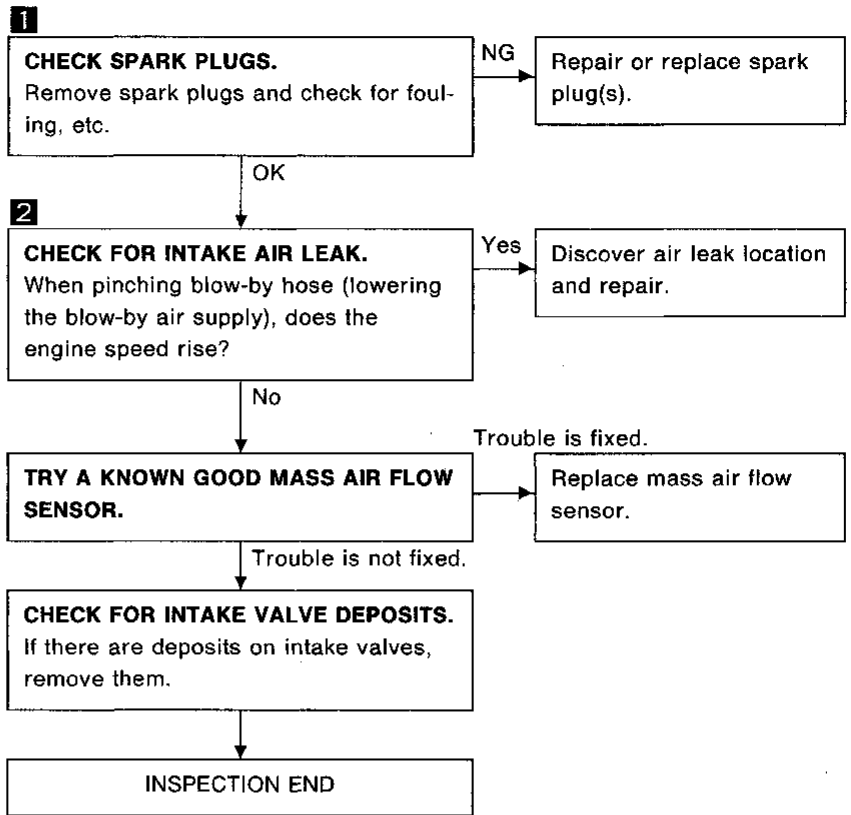 1
CHECK SPARK PLUGS.
Remove spark plugs and check for foul-
ing, etc.
NG
Repair or replace spark
plug(s).
OK
2
CHECK FOR INTAKE AIR LEAK.
When pinching blow-by hose (lowering
the blow-by air supply), does the
engine speed rise?
Yes
Discover air leak location
and repair.
No
TRY A KNOWN GOOD MASS AIR FLOW
SENSOR.
Trouble is fixed.
Replace mass air flow
sensor.
Trouble is not fixed.
CHECK FOR INTAKE VALVE DEPOSITS.
If there are deposits on intake valves,
remove them.
INSPECTION END